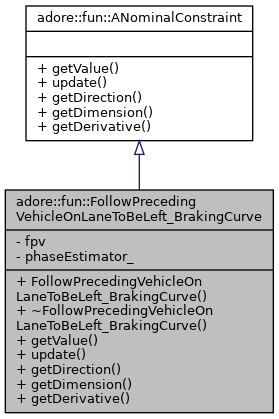 adore::fun::ANominalConstraint
+ getValue()
+ update()
+ getDirection()
+ getDimension()
+ getDerivative()
adore::fun::FollowPreceding
VehicleOnLaneToBeLeft_BrakingCurve
- fpv
- phaseEstimator_
+ FollowPrecedingVehicleOn
LaneToBeLeft_BrakingCurve()
+ ~FollowPrecedingVehicleOn
LaneToBeLeft_BrakingCurve()
+ getValue()
+ update()
+ getDirection()
+ getDimension()
+ getDerivative()